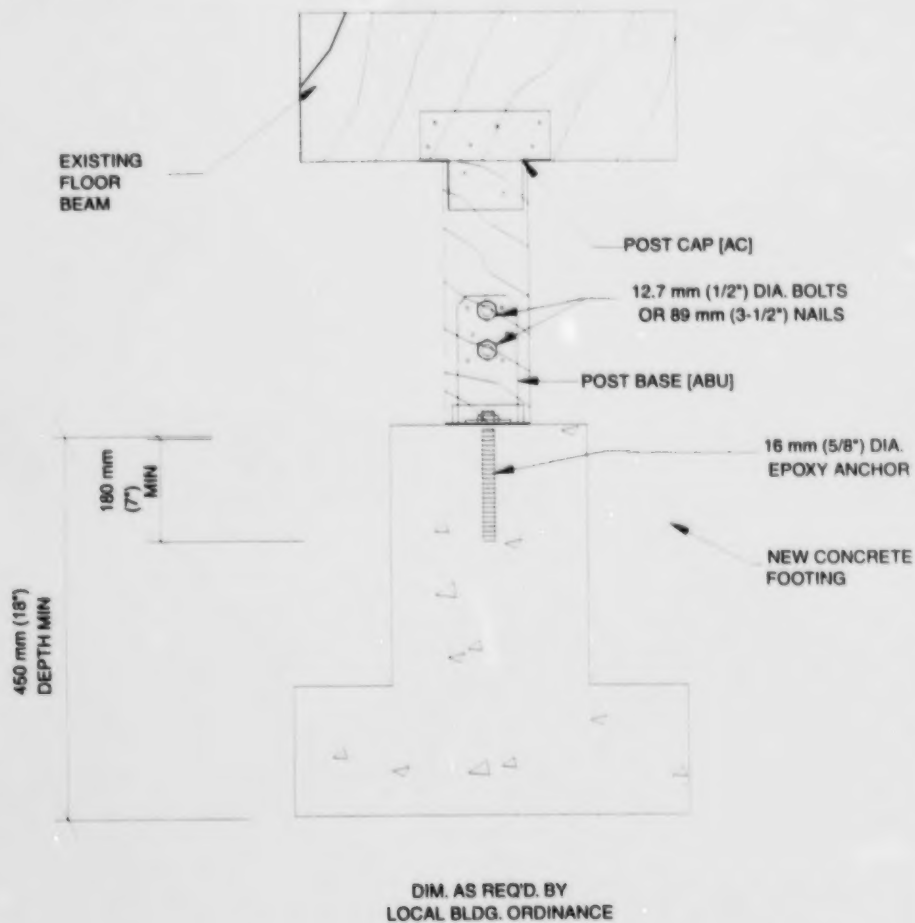 EXISTING
FLOOR
BEAM
POST CAP [AC]
12.7 mm (1/2") DIA. BOLTS
OR 89 mm (3-1/2") NAILS
POST BASE [ABU]
16 mm (5/8") DIA.
EPOXY ANCHOR
180 mm
(7")
MIN
NEW CONCRETE
FOOTING
450 mm (18")
DEPTH MIN
DIM. AS REQ'D. BY
LOCAL BLDG. ORDINANCE